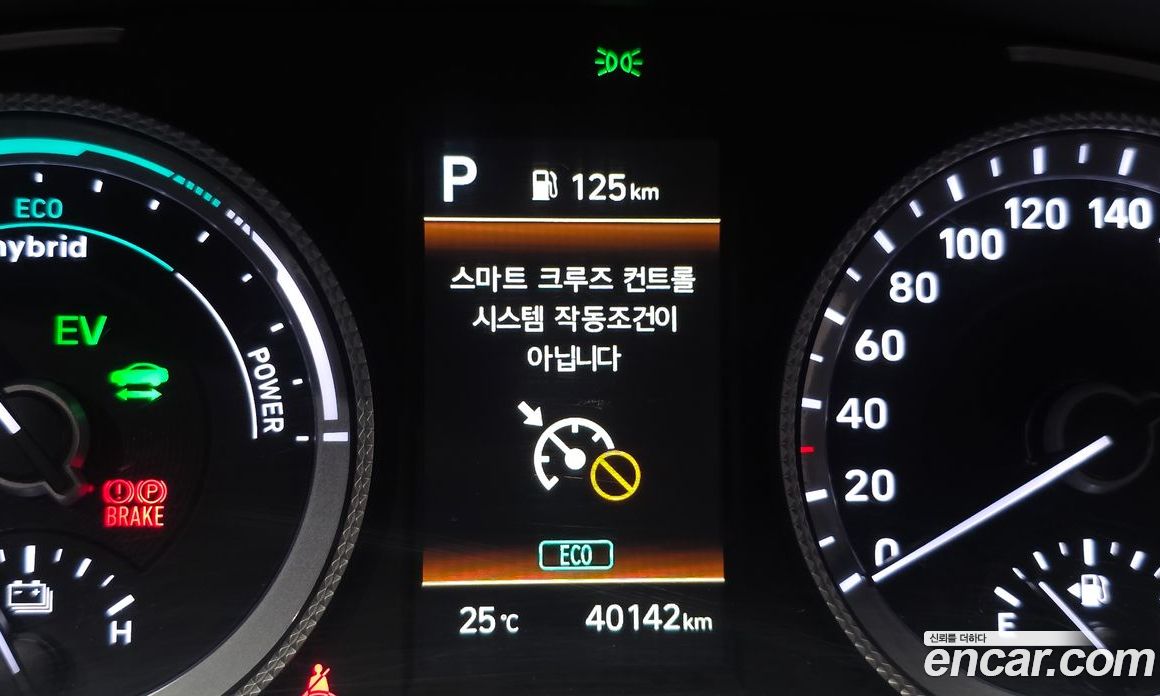 P 125km
ECO
hybrid
EV
POWER
(P)
BRAKE
H
스마트 크루즈 컨트롤
시스템 작동조건이
아닙니다
ECO
25℃ 40142km
0
20
40
60
80
100
120
140
E
신뢰를 더하다
encar.com